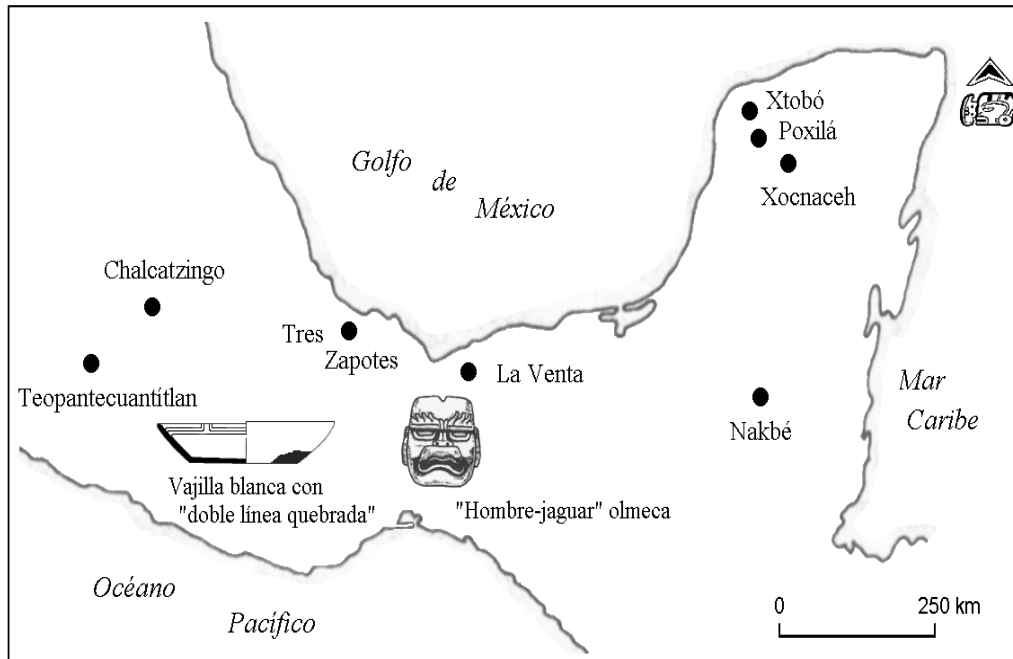 Xtobó
Poxilá
Xocnaceh
Golfo
de
México
Chalcatzingo
Tres
Zapotes
La Venta
Teopantecuantítlan
Nakbé
Mar
Caribe
Vajilla blanca con
"doble línea quebrada"
"Hombre-jaguar" olmeca
Océano
Pacífico
0
250 km